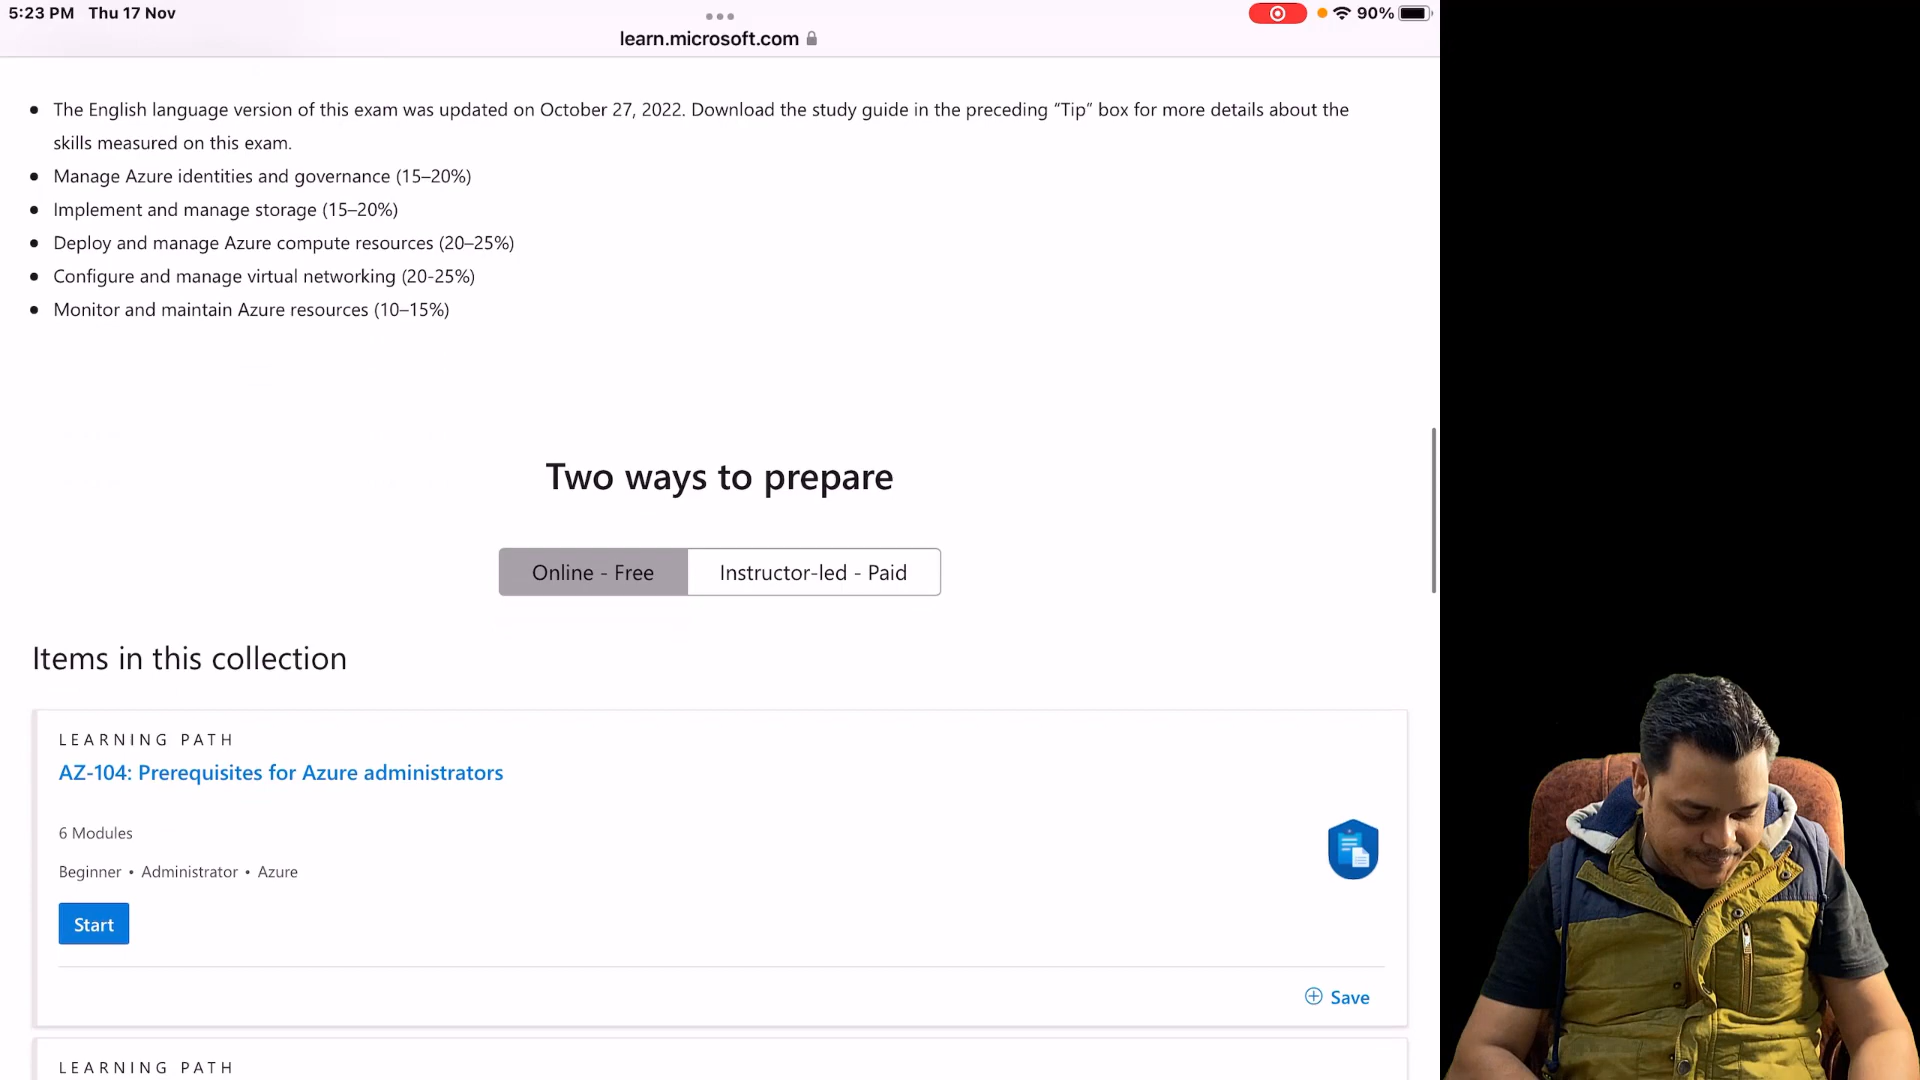 5:23 PM Thu 17 Nov
90%
learn.microsoft.com
The English language version of this exam was updated on October 27, 2022. Download the study guide in the preceding “Tip” box for more details about the
skills measured on this exam.
Manage Azure identities and governance (15–20%)
Implement and manage storage (15–20%)
Deploy and manage Azure compute resources (20–25%)
Configure and manage virtual networking (20-25%)
Monitor and maintain Azure resources (10–15%)
Two ways to prepare
Online - Free
Instructor-led - Paid
Items in this collection
LEARNING PATH
AZ-104: Prerequisites for Azure administrators
6 Modules
Beginner • Administrator • Azure
Start
Save
LEARNING PATH